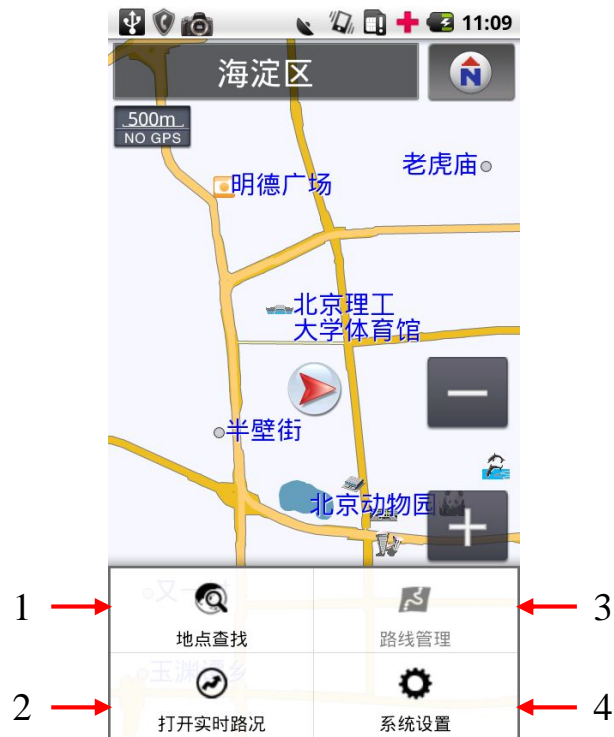 11:09
海淀区
N
500m
NO GPS
老虎庙
明德广场
北京理工
大学体育馆
半壁街
北京动物园
1
3
地点查找
路线管理
2
4
打开实时路况
系统设置